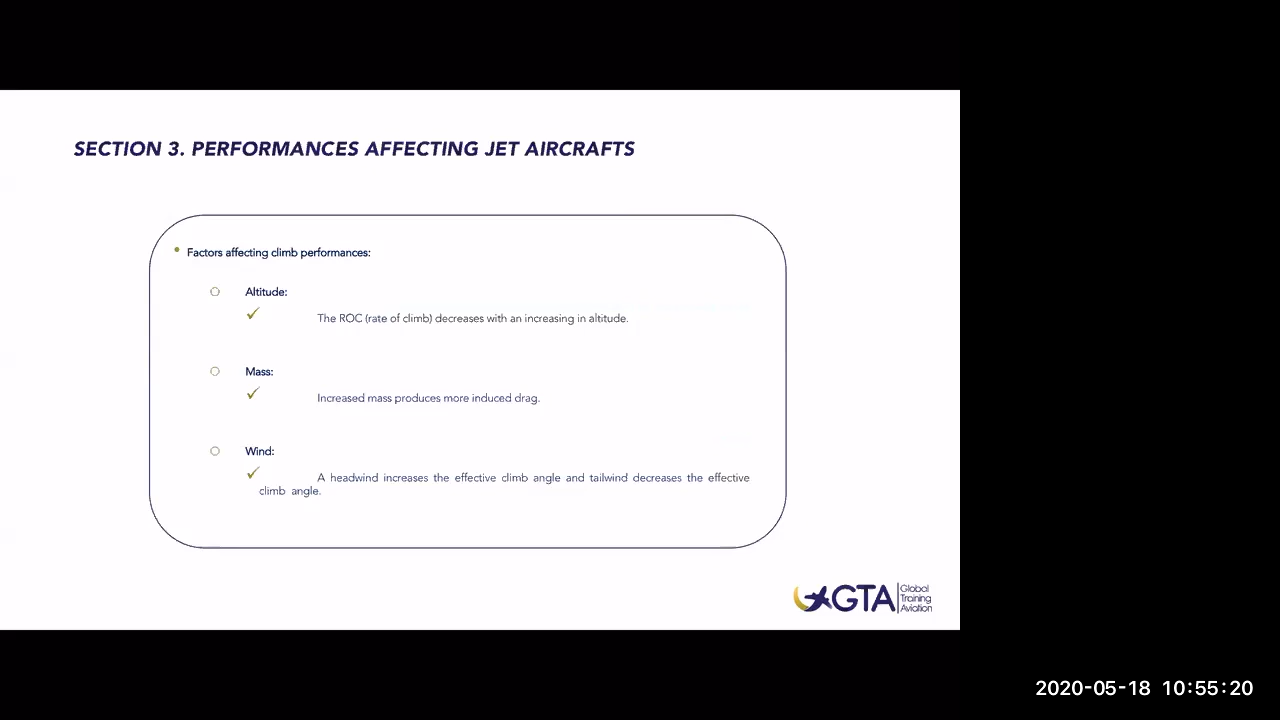 SECTION 3. PERFORMANCES AFFECTING JET AIRCRAFTS
Factors affecting climb performances:
Altitude:
The ROC (rate of climb) decreases with an increasing in altitude.
Mass:
Increased mass produces more induced drag.
Wind:
A headwind increases the effective climb angle and tailwind decreases the effective
climb angle.
GTA
Global
Training
Aviation
2020-05-18 10:55:20